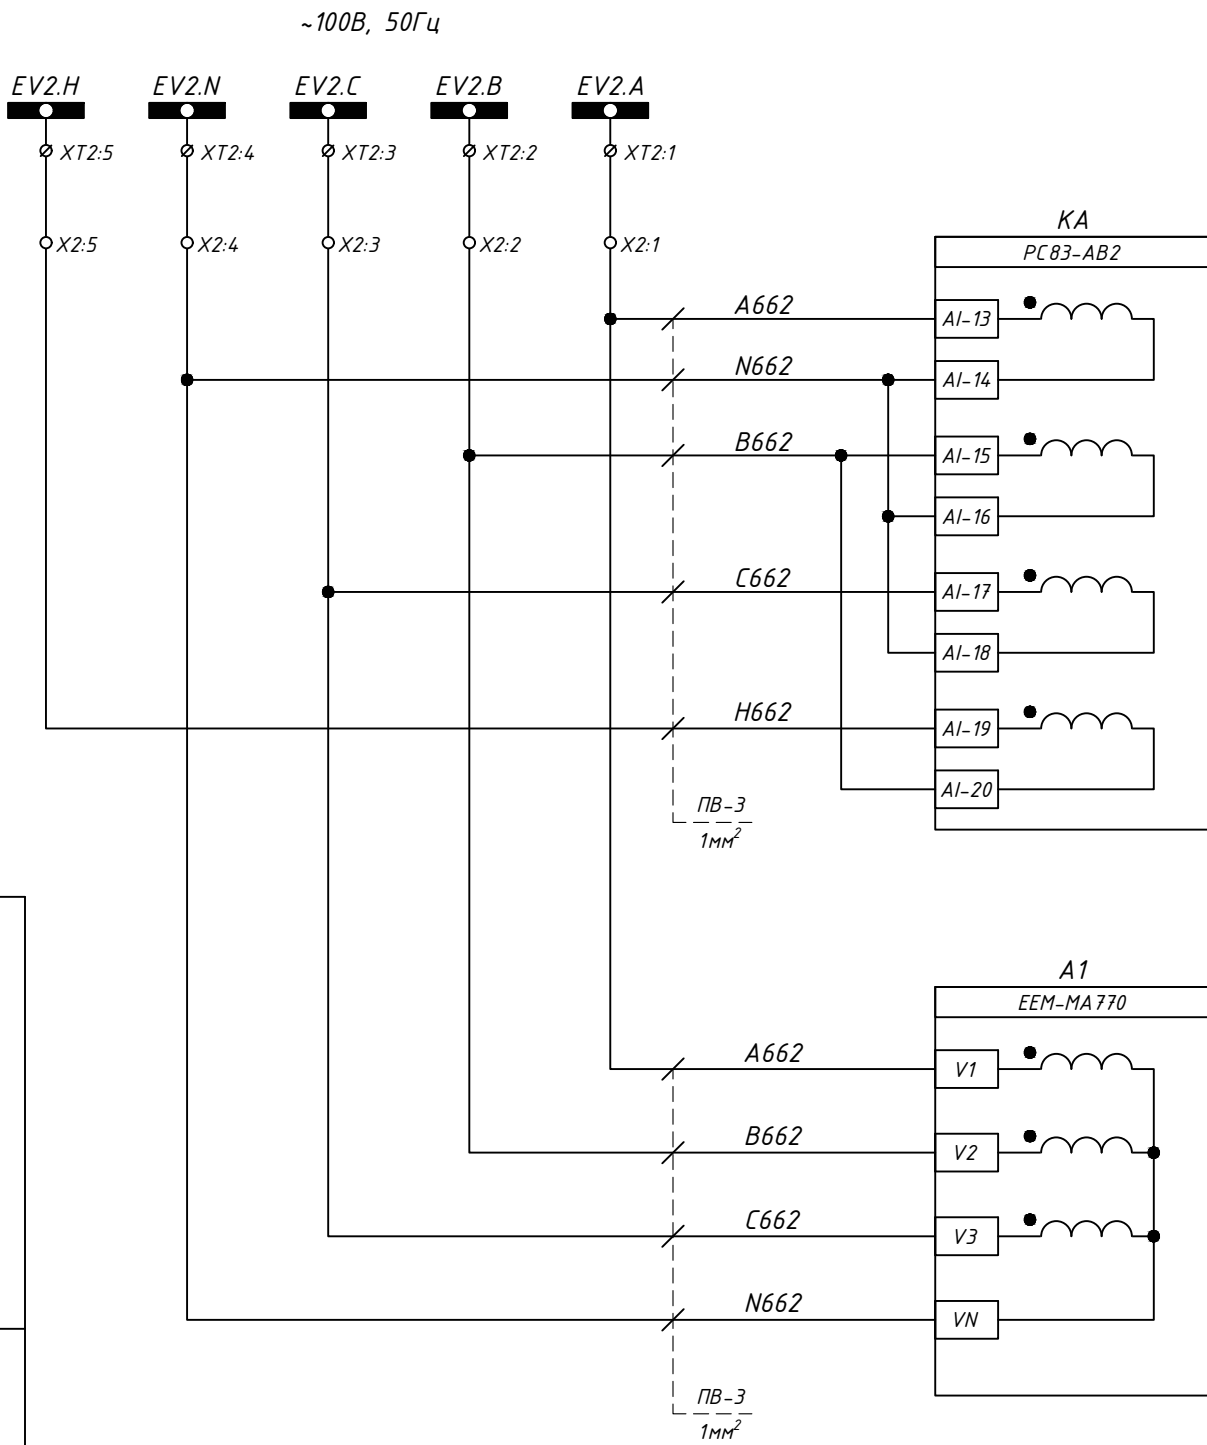 ~100В, 50Гц
EV2.H EV2.N EV2.C EV2.B EV2.A
XT2:5 XT2:4 XT2:3 XT2:2 XT2:1
X2:5 X2:4 X2:3 X2:2 X2:1
КА
РС83-АВ2
A662 AI-13
N662 AI-14
B662 AI-15
AI-16
C662 AI-17
AI-18
H662 AI-19
AI-20
ПВ-3
1мм²
A1
EEM-MA770
A662 V1
B662 V2
C662 V3
N662 VN
ПВ-3
1мм²